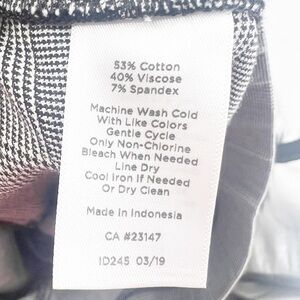 53% Cotton
40% Viscose
7% Spandex
Machine Wash Cold
With Like Colors
Gentle Cycle
Only Non-Chlorine
Bleach When Needed
Line Dry
Cool Iron If Needed
Or Dry Clean
Made In Indonesia
CA #23147
ID245 03/19